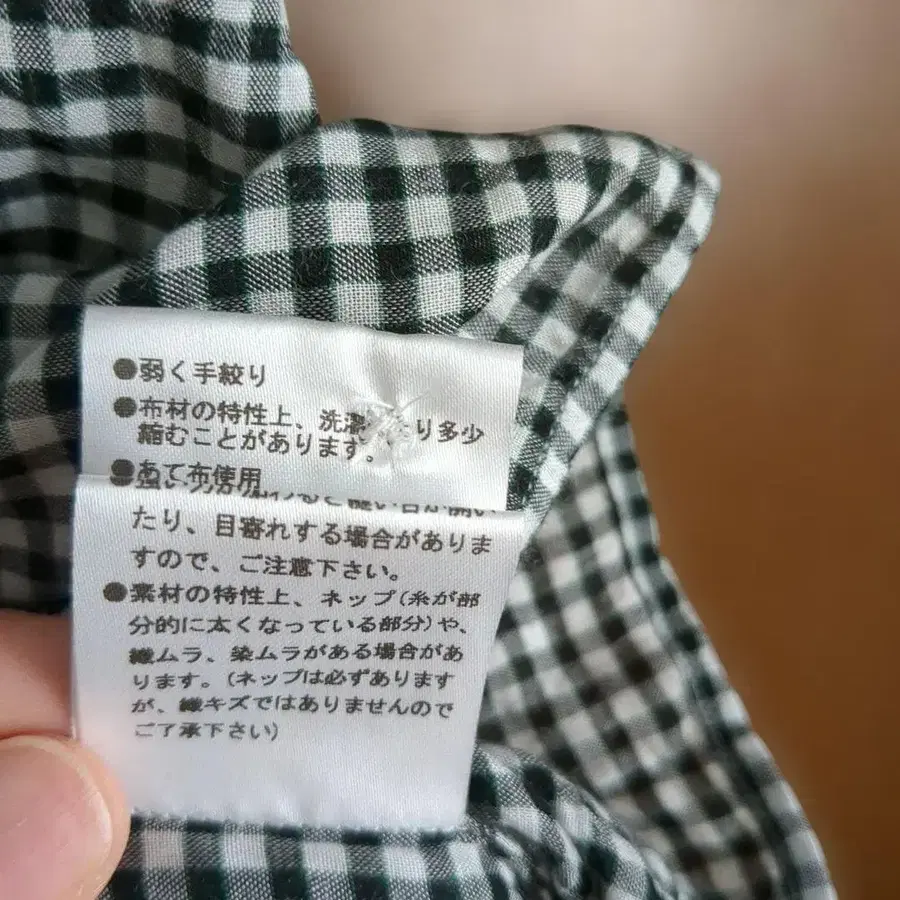 ●弱く手絞り
●布材の特性上、洗濯 り多少
縮むことがあります。
●あて布使用
たり、目寄れする場合がありま
すので、ご注意下さい。
●素材の特性上、ネップ(糸が部
分的に太くなっている部分)や、
織ムラ、染ムラがある場合があ
ります。(ネップは必ずあります
が、織キズではありませんので
ご了承下さい)